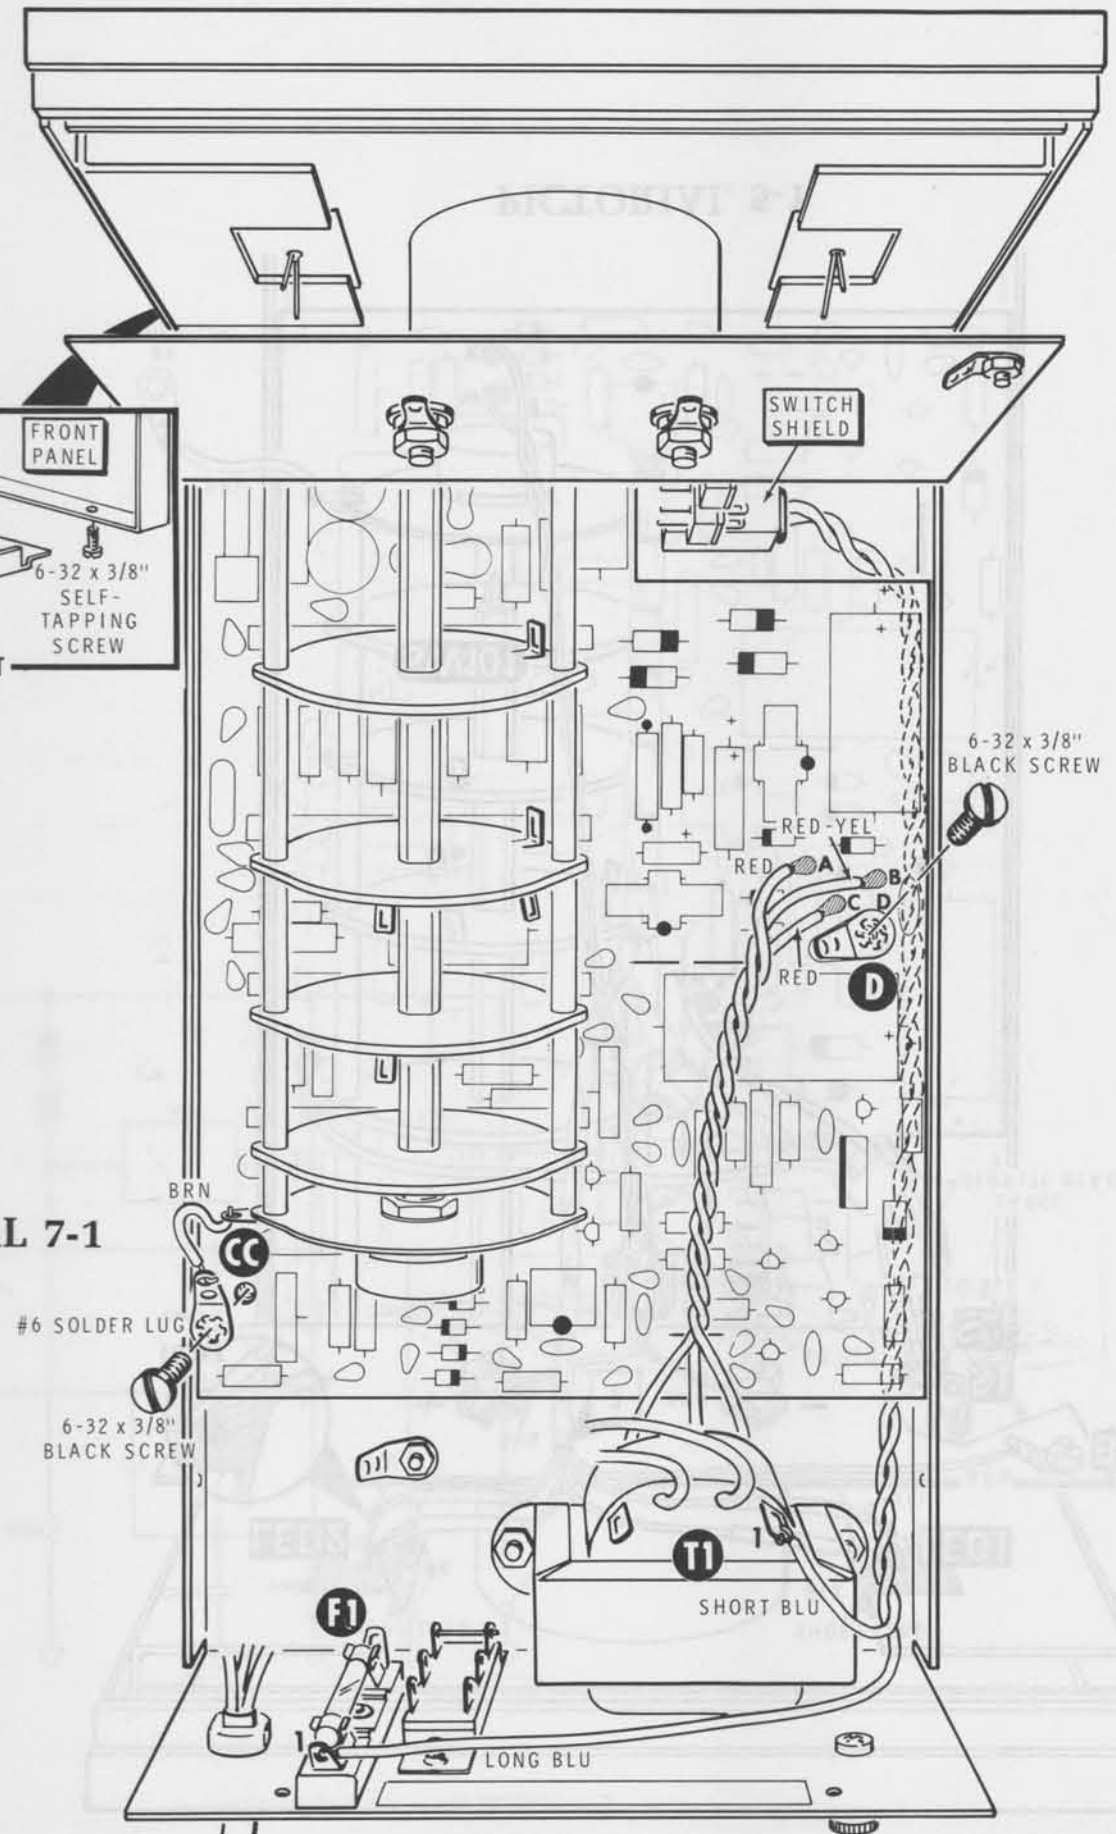 SWITCH
SHIELD
FRONT
PANEL
6-32 x 3/8"
SELF-
TAPPING
SCREW
6-32 x 3/8"
BLACK SCREW
RED-YEL
RED
A
B
C D
RED
D
BRN
CC
L 7-1
#6 SOLDER LUG
6-32 x 3/8"
BLACK SCREW
T1
1
SHORT BLU
F1
1
LONG BLU